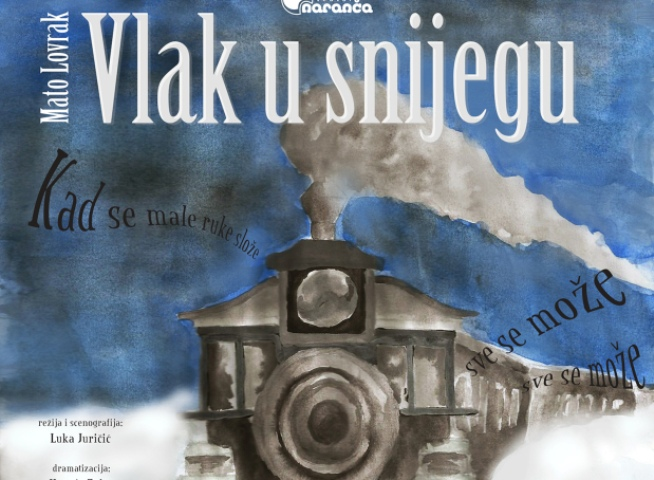 naranča
Mato Lovrak
Vlak u snijegu
Kad se male ruke slože
sve se može
sve se može
režija i scenografija:
Luka Juričić
dramatizacija: